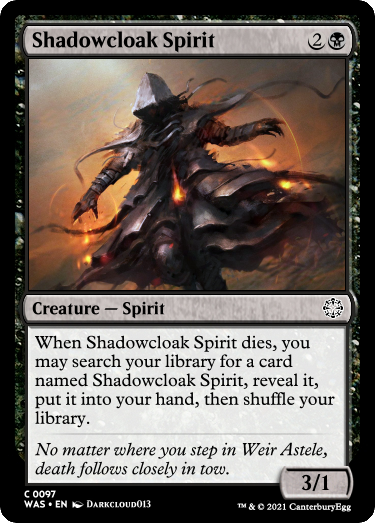 Shadowcloak Spirit 2
Creature — Spirit
When Shadowcloak Spirit dies, you
may search your library for a card
named Shadowcloak Spirit, reveal it,
put it into your hand, then shuffle your
library.
No matter where you step in Weir Astele,
death follows closely in tow.
3/1
C 0097
WAS • EN Darkcloud013
™ & © 2021 CanterburyEgg